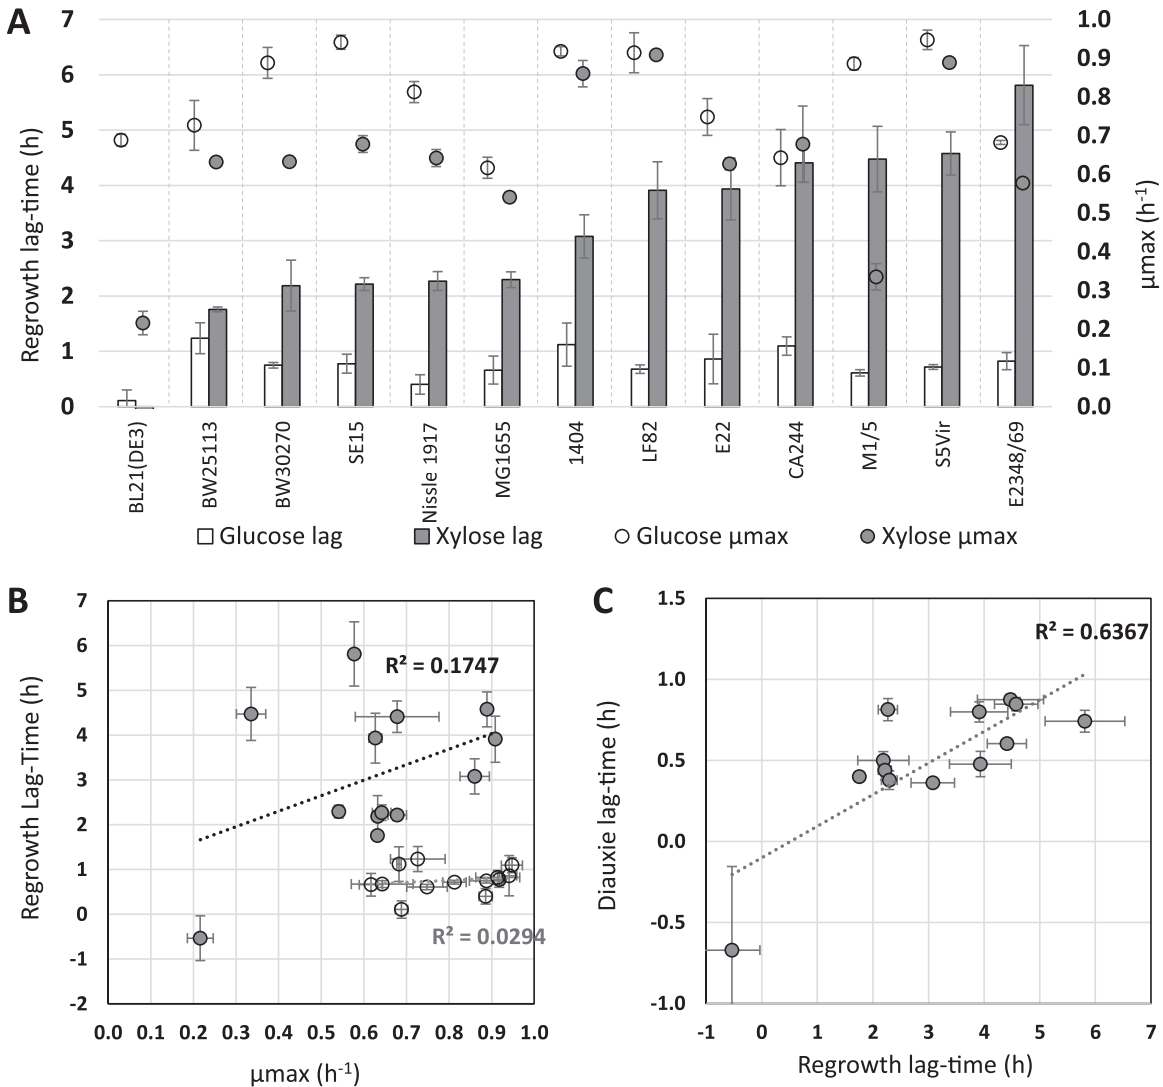 A
7
6
5
4
3
2
1
0
Regrowth lag-time (h)
1.0
0.9
0.8
0.7
0.6
0.5
0.4
0.3
0.2
0.1
0.0
µmax (h-1)
BL21(DE3)
BW25113
BW30270
SE15
Nissle 1917
MG1655
1404
LF82
E22
CA244
M1/5
S5Vir
E2348/69
Glucose lag
Xylose lag
Glucose µmax
Xylose µmax
B
7
6
5
4
3
2
1
0
-1
-2
Regrowth Lag-Time (h)
R² = 0.1747
R² = 0.0294
0.0 0.1 0.2 0.3 0.4 0.5 0.6 0.7 0.8 0.9 1.0
µmax (h-1)
C
1.5
1.0
0.5
0.0
-0.5
-1.0
Diauxie lag-time (h)
R² = 0.6367
-1 0 2 3 4 5 6 7
Regrowth lag-time (h)